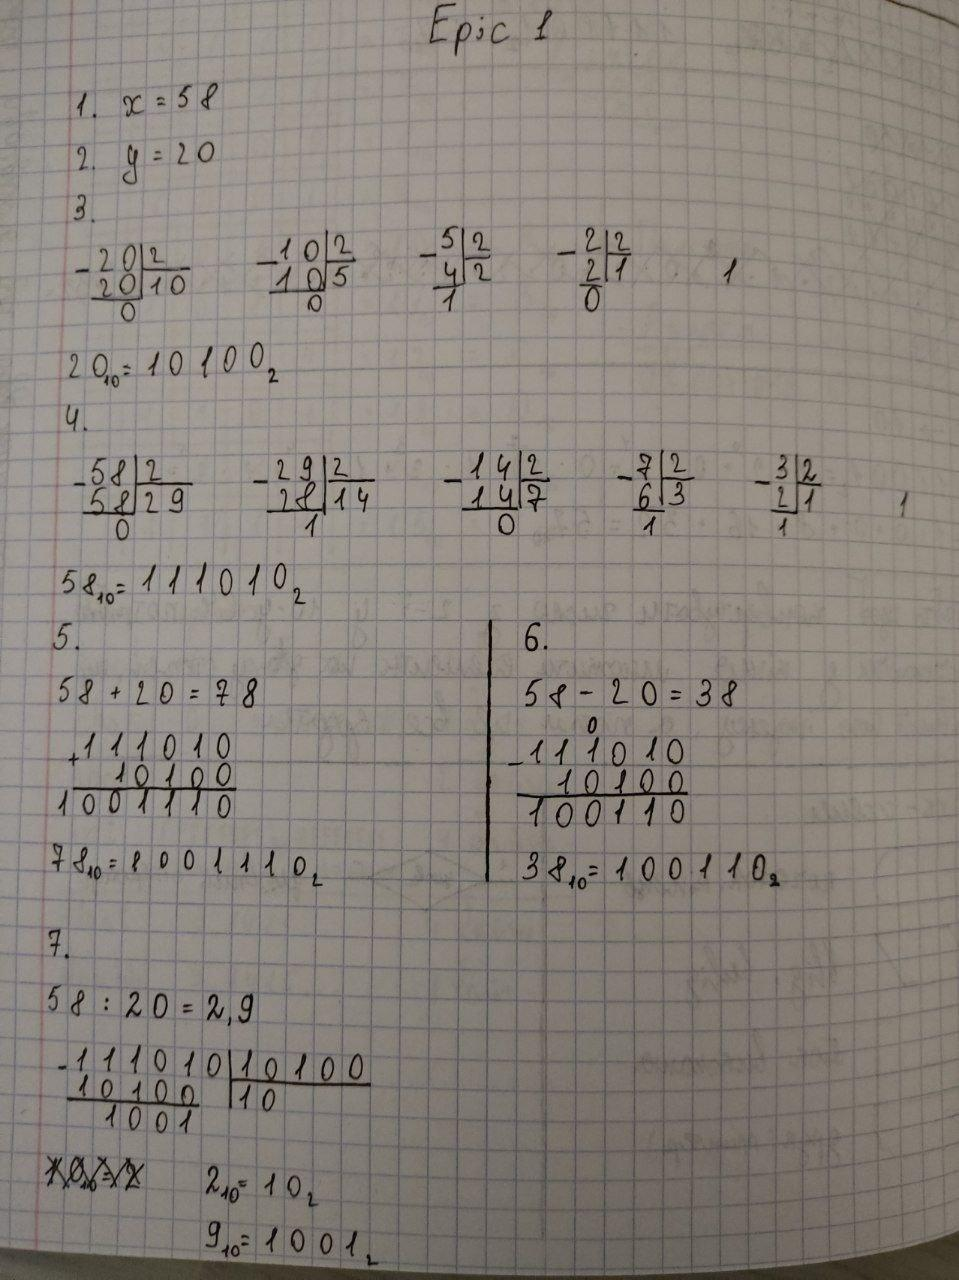 Epic 1
1. x = 58
2. y = 20
3.
-20 | 2 -10 | 2 -5 | 2 -2 | 2
20 | 10 10 | 5 4 | 2 2 | 1 1
0 0 1 0
20₁₀ = 10100₂
4.
-58 | 2 -29 | 2 -14 | 2 -7 | 2 -3 | 2
58 | 29 28 | 14 14 | 7 6 | 3 2 | 1 1
0 1 0 1 1
58₁₀ = 111010₂
5.
58 + 20 = 78
+111010
10100
1001110
78₁₀ = 1001110₂
6.
58 - 20 = 38
0
-111010
10100
100110
38₁₀ = 100110₂
7.
58 : 20 = 2,9
-111010 | 10100
10100 | 10
1001
2₁₀ = 10₂
9₁₀ = 1001₂